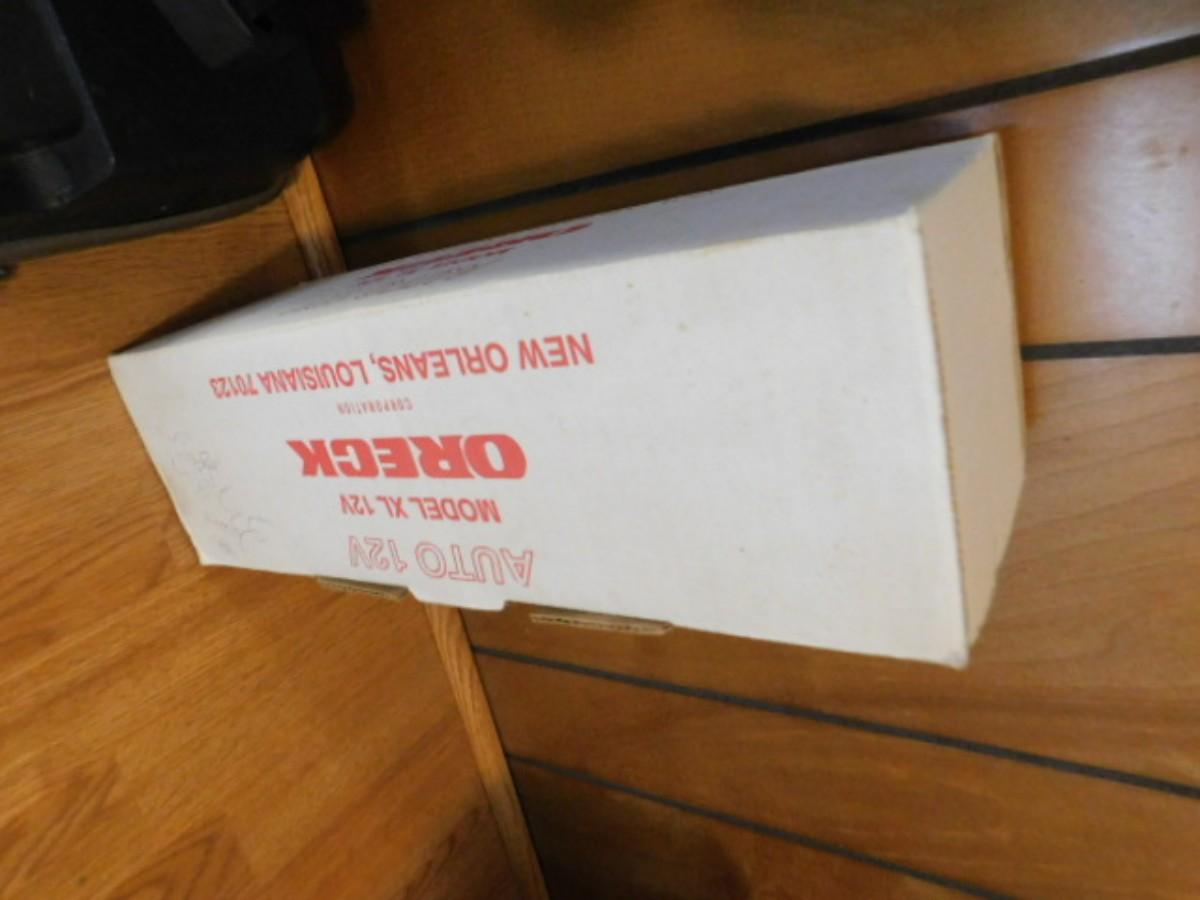 AUTO 12V
MODEL XL 12V
ORECK
CORPORATION
NEW ORLEANS, LOUISIANA 70123